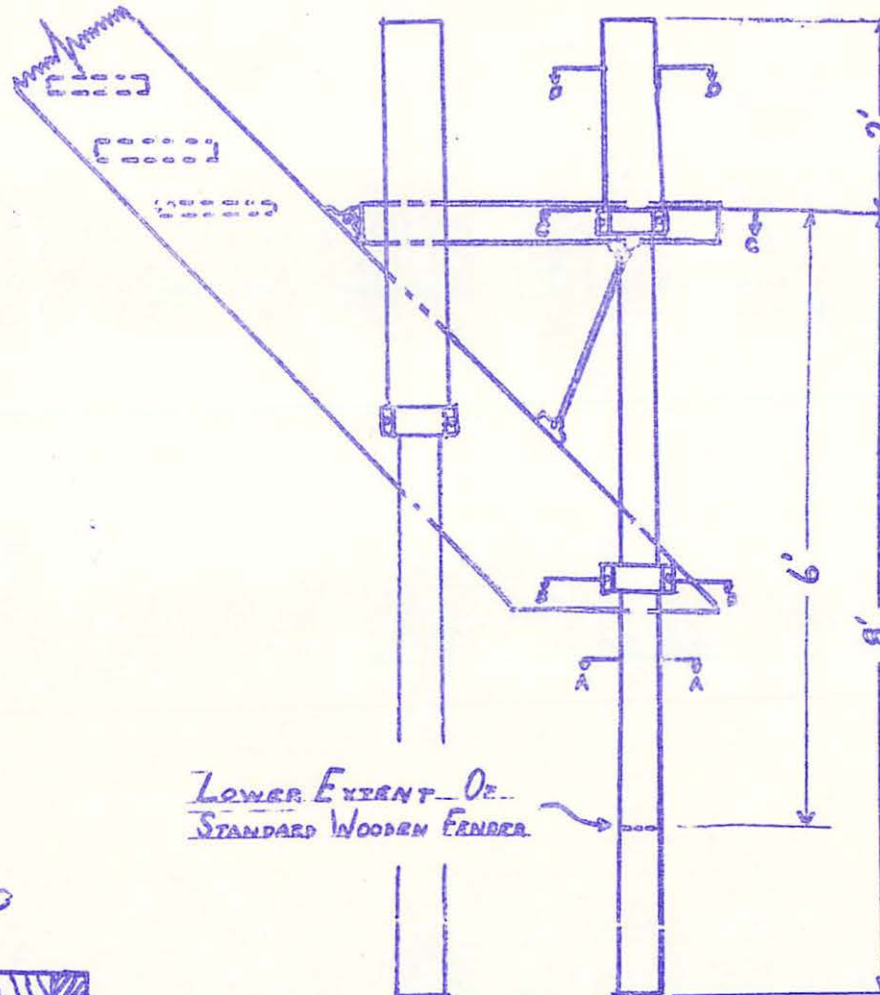 D D
2'
C C
6'
8'
B B
A A
LOWER EXTENT OF
STANDARD WOODEN FENDER